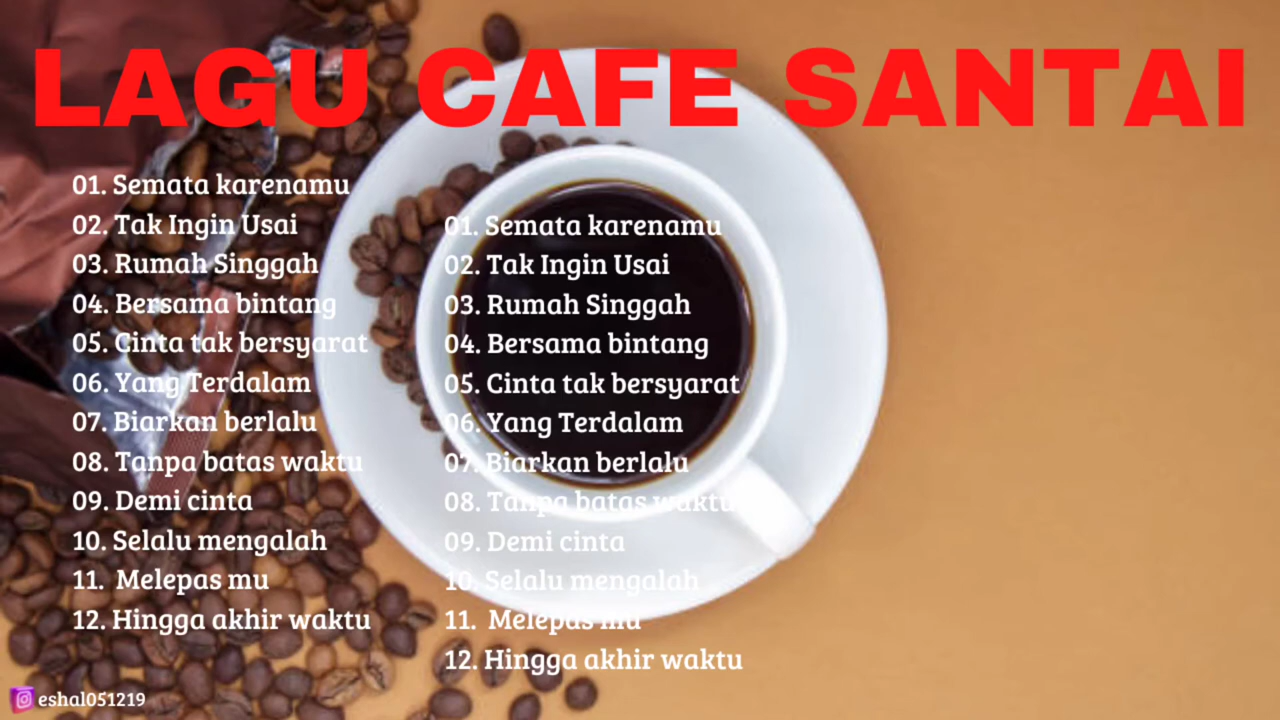 LAGU CAFE SANTAI
01. Semata karenamu
02. Tak Ingin Usai
03. Rumah Singgah
04. Bersama bintang
05. Cinta tak bersyarat
06. Yang Terdalam
07. Biarkan berlalu
08. Tanpa batas waktu
09. Demi cinta
10. Selalu mengalah
11. Melepas mu
12. Hingga akhir waktu
01. Semata karenamu
02. Tak Ingin Usai
03. Rumah Singgah
04. Bersama bintang
05. Cinta tak bersyarat
06. Yang Terdalam
07. Biarkan berlalu
08. Tanpa batas waktu
09. Demi cinta
10. Selalu mengalah
11. Melepas mu
12. Hingga akhir waktu
eshal051219